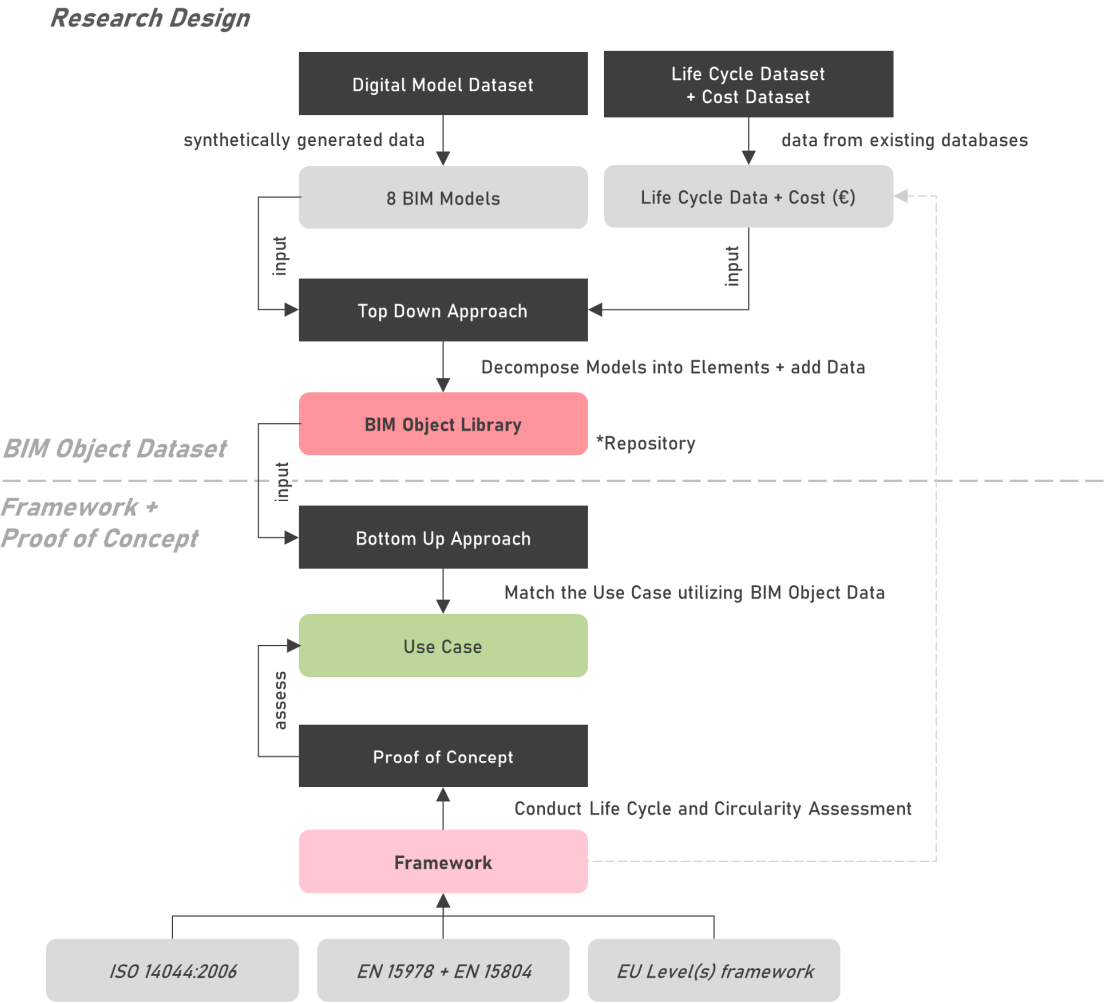 Research Design
Digital Model Dataset
Life Cycle Dataset
+ Cost Dataset
synthetically generated data
data from existing databases
8 BIM Models
Life Cycle Data + Cost (€)
input
input
Top Down Approach
Decompose Models into Elements + add Data
BIM Object Library
*Repository
BIM Object Dataset
input
Framework +
Proof of Concept
Bottom Up Approach
Match the Use Case utilizing BIM Object Data
Use Case
assess
Proof of Concept
Conduct Life Cycle and Circularity Assessment
Framework
ISO 14044:2006
EN 15978 + EN 15804
EU Level(s) framework